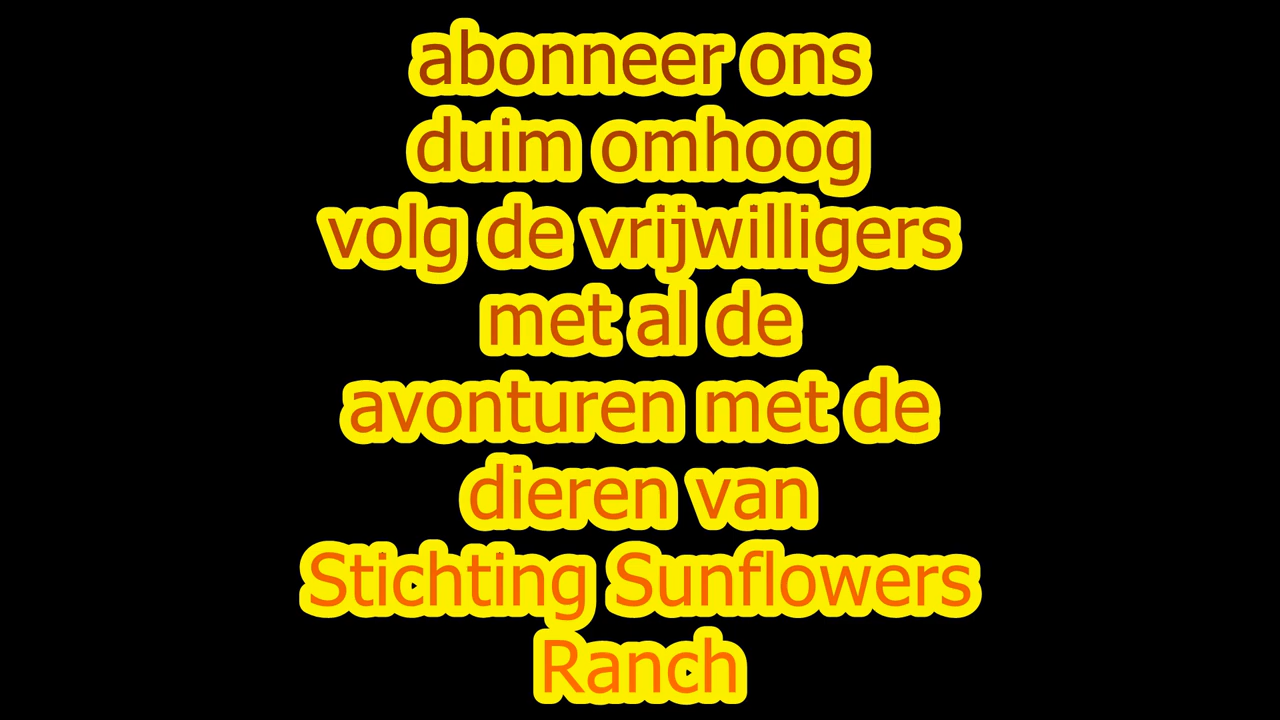 abonneer ons
duim omhoog
volg de vrijwilligers
met al de
avonturen met de
dieren van
Stichting Sunflowers
Ranch